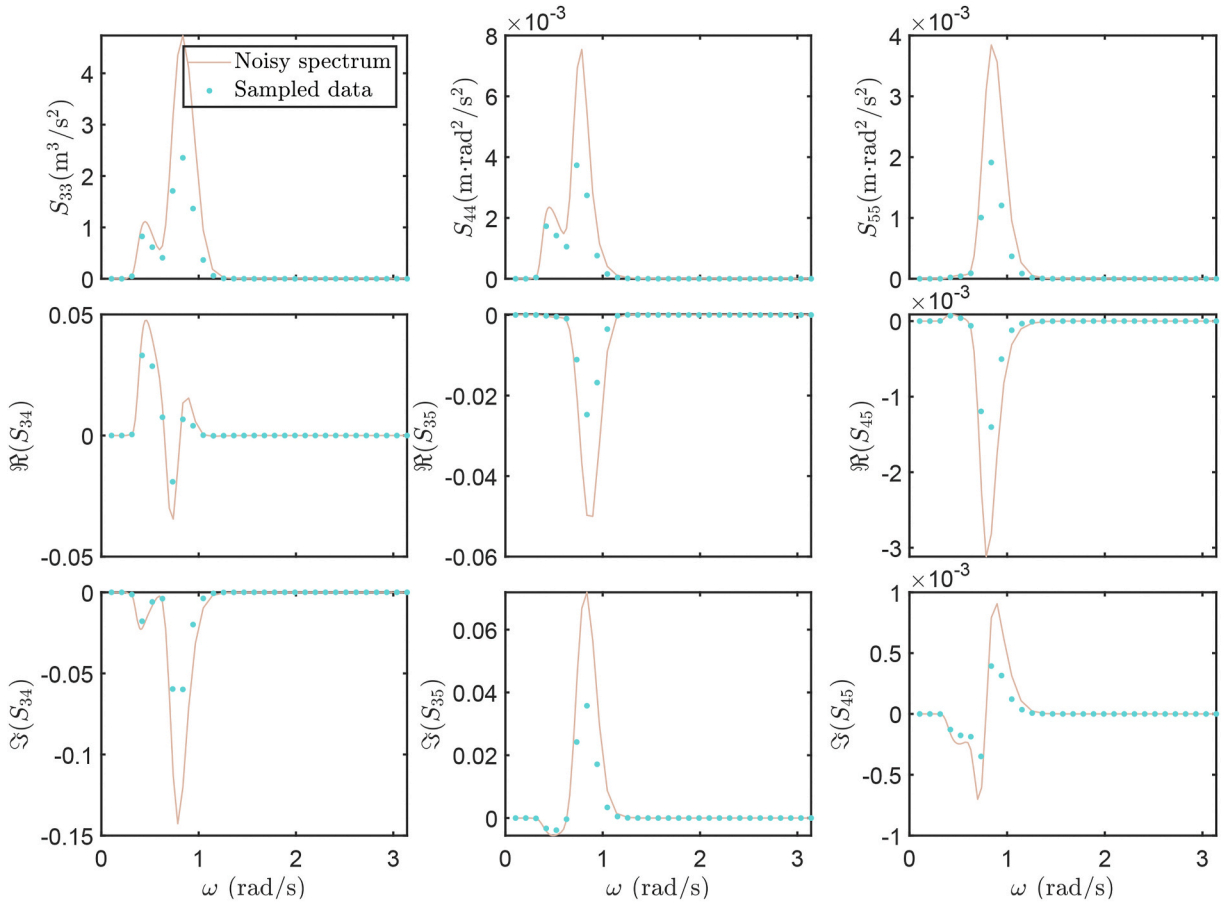 S₃₃(m³/s²)
4
3
2
1
0
Noisy spectrum
Sampled data
×10⁻³
S₄₄(m·rad²/s²)
8
6
4
2
0
×10⁻³
S₅₅(m·rad²/s²)
4
3
2
1
0
ℜ(S₃₄)
0.05
0
-0.05
ℜ(S₃₅)
0
-0.02
-0.04
-0.06
×10⁻³
ℜ(S₄₅)
0
-1
-2
-3
ℑ(S₃₄)
0
-0.05
-0.1
-0.15
0 1 2 3
ω (rad/s)
ℑ(S₃₅)
0.06
0.04
0.02
0
0 1 2 3
ω (rad/s)
×10⁻³
ℑ(S₄₅)
1
0.5
0
-0.5
-1
0 1 2 3
ω (rad/s)